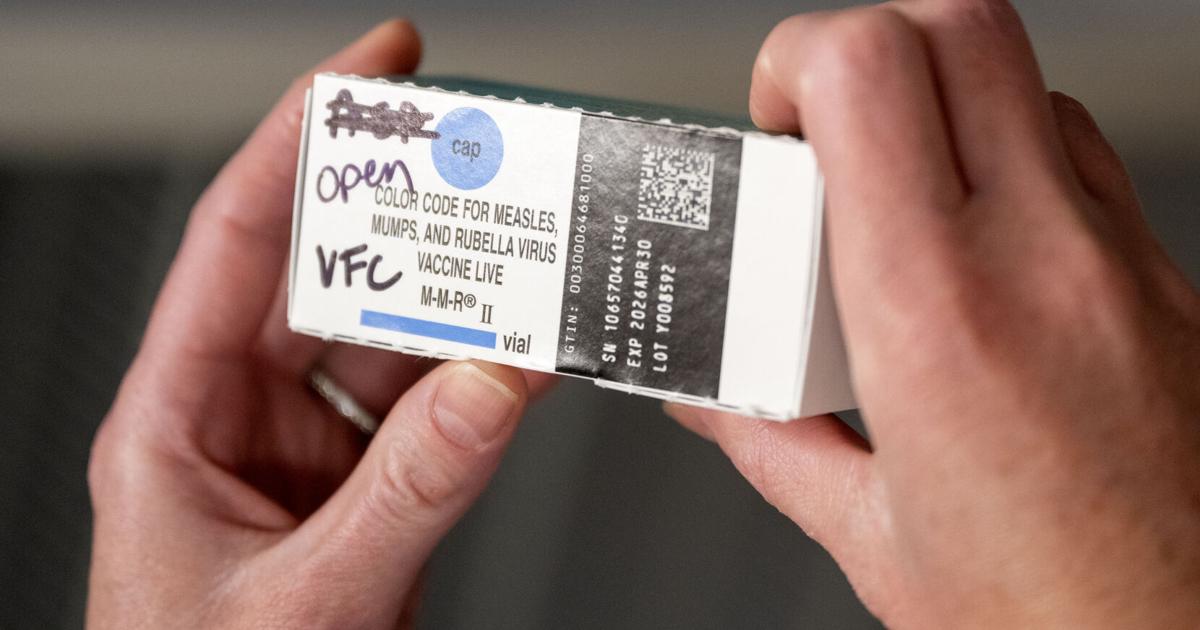 cap
open
COLOR CODE FOR MEASLES,
MUMPS, AND RUBELLA VIRUS
VACCINE LIVE
VFC
M-M-R® II
vial
GTIN: 00300064681000
SN 106570441340
EXP 2026APR30
LOT Y008592